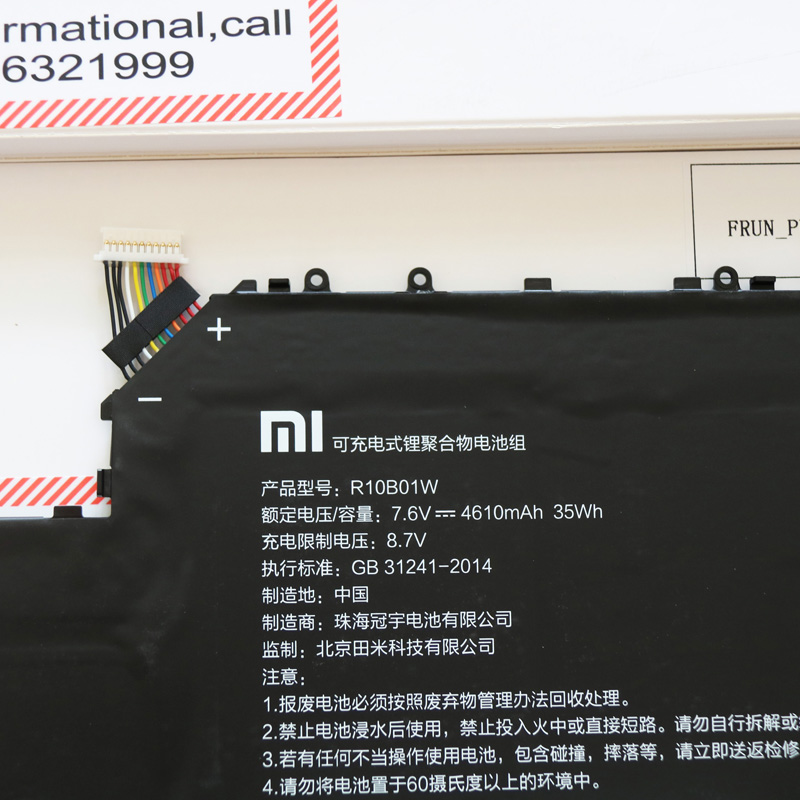 rmational,call
6321999
FRUN_P
+
−
mi 可充电式锂聚合物电池组
产品型号: R10B01W
额定电压/容量: 7.6V⎓4610mAh 35Wh
充电限制电压: 8.7V
执行标准: GB 31241-2014
制造地: 中国
制造商: 珠海冠宇电池有限公司
监制: 北京田米科技有限公司
注意:
1.报废电池必须按照废弃物管理办法回收处理。
2.禁止电池浸水后使用，禁止投入火中或直接短路。请勿自行拆解或
3.若有任何不当操作使用电池，包含碰撞，摔落等，请立即送返检修
4.请勿将电池置于60摄氏度以上的环境中。